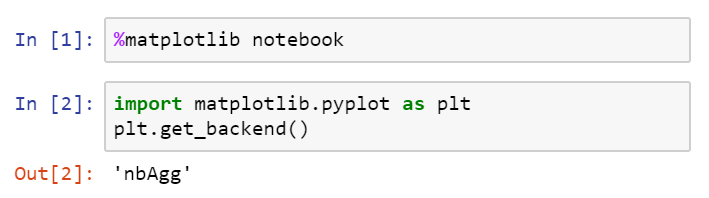 In [1]: %matplotlib notebook
In [2]: import matplotlib.pyplot as plt
plt.get_backend()
Out[2]: 'nbAgg'